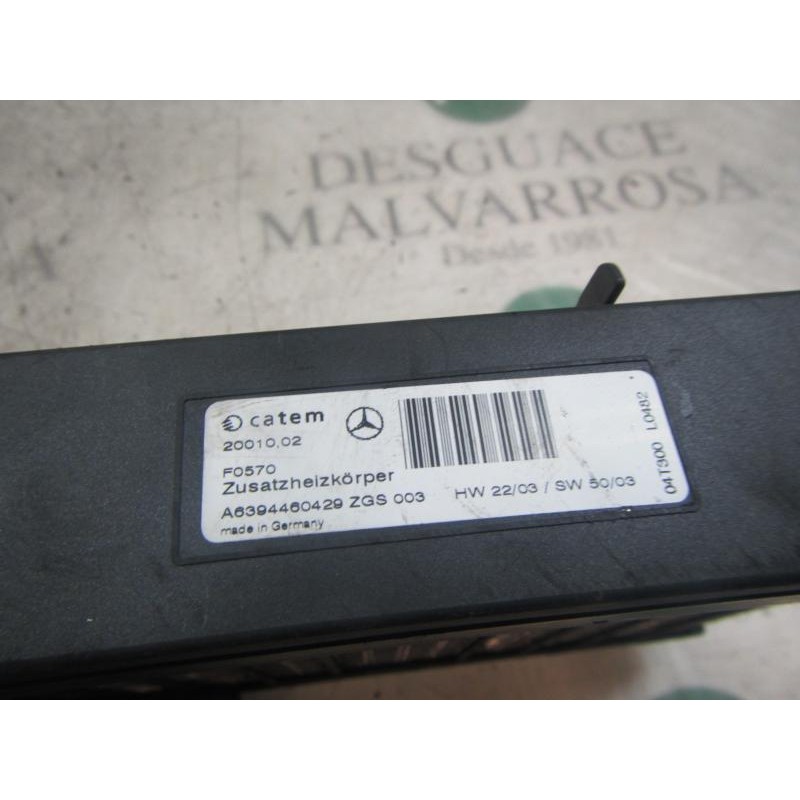 DESGUACE
MALVARROSA
Desde 1981
catem
20010,02
F0570
Zusatzheizkörper
A6394460429 ZGS 003
HW 22/03 / SW 50/03
made in Germany
04T300 L0482